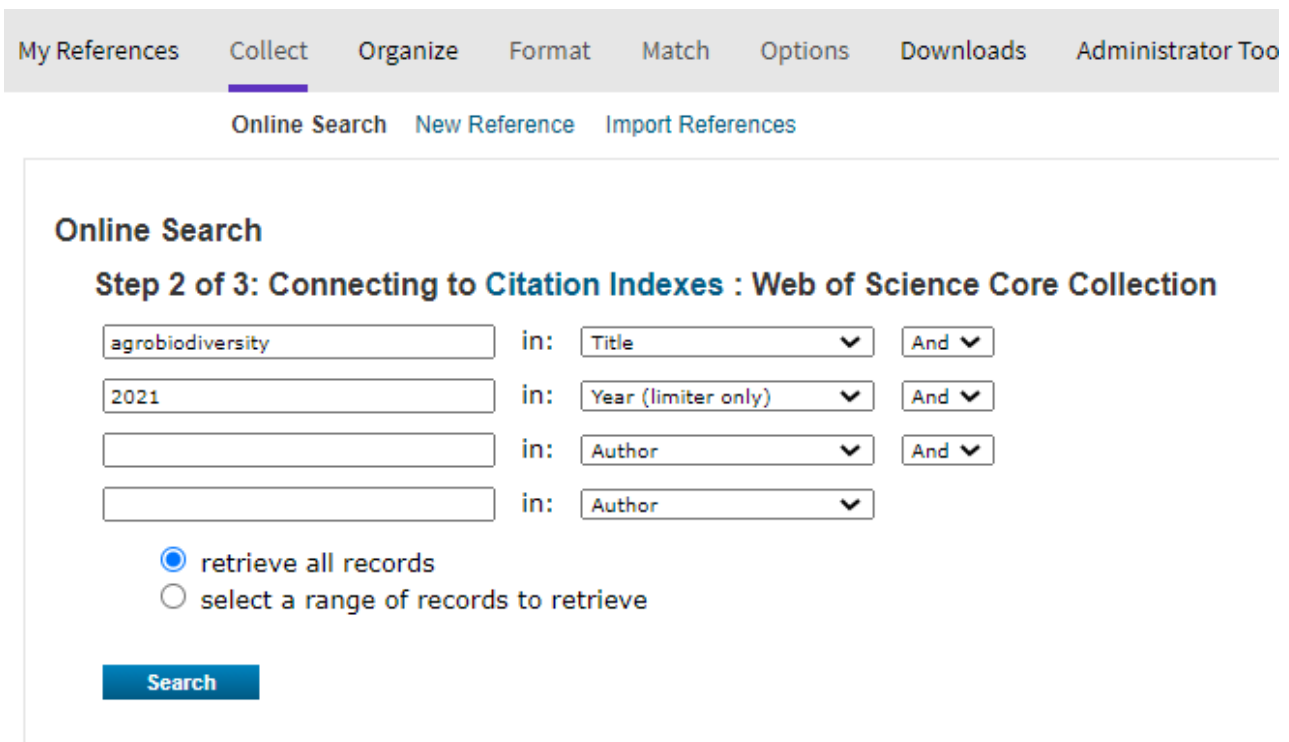 My References Collect Organize Format Match Options Downloads Administrator Too
Online Search New Reference Import References
Online Search
Step 2 of 3: Connecting to Citation Indexes : Web of Science Core Collection
agrobiodiversity in: Title And
2021 in: Year (limiter only) And
in: Author And
in: Author
retrieve all records
select a range of records to retrieve
Search